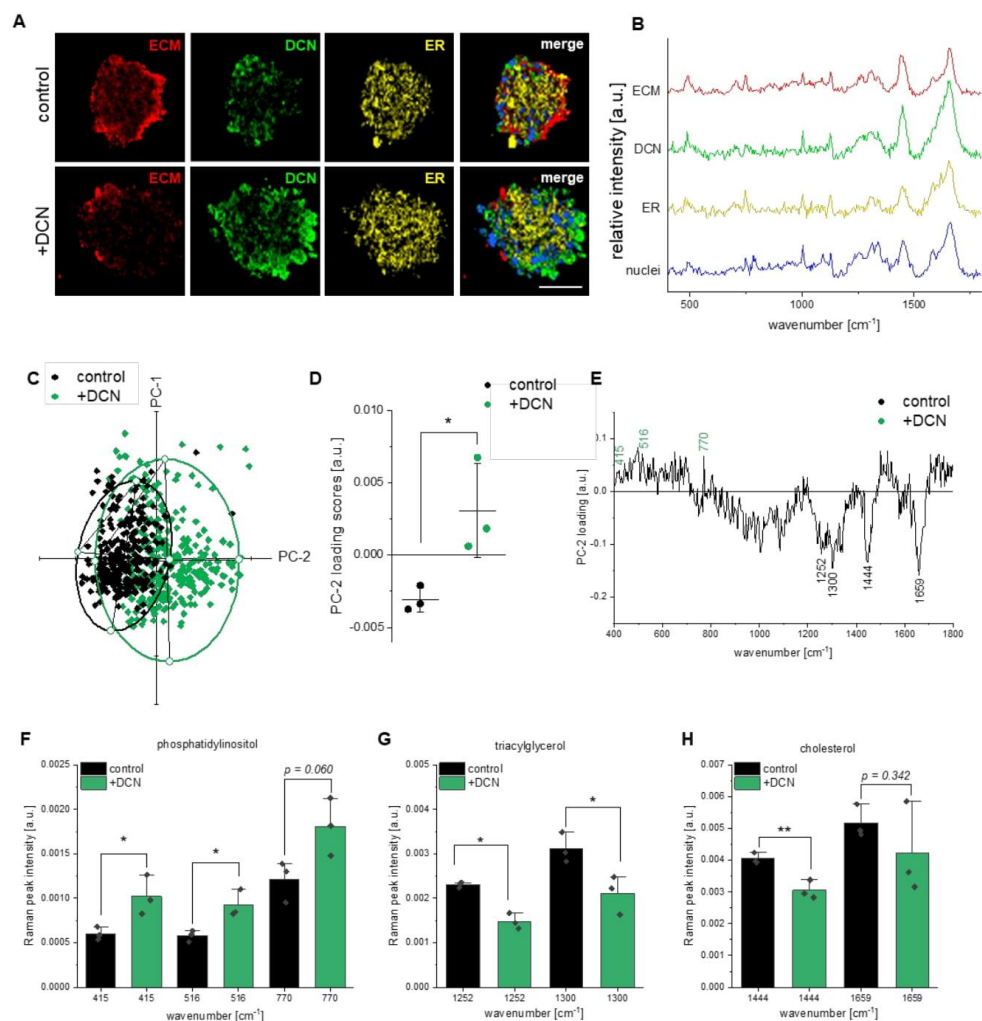 A
ECM
DCN
ER
merge
control
ECM
DCN
ER
merge
+DCN
B
relative intensity [a.u.]
ECM
DCN
ER
nuclei
500
1000
1500
wavenumber [cm-1]
C
control
+DCN
PC-1
PC-2
D
control
+DCN
*
PC-2 loading scores [a.u.]
0.010
0.005
0.000
-0.005
E
control
+DCN
PC-2 loading [a.u.]
0.1
0.0
-0.1
-0.2
415
516
770
1252
1300
1444
1659
400
600
800
1000
1200
1400
1600
1800
wavenumber [cm-1]
F
phosphatidylinositol
control
+DCN
p = 0.060
*
*
Raman peak intensity [a.u.]
0.0025
0.0020
0.0015
0.0010
0.0005
0.0000
415
415
516
516
770
770
wavenumber [cm-1]
G
triacylglycerol
control
+DCN
*
*
Raman peak intensity [a.u.]
0.005
0.004
0.003
0.002
0.001
0.000
1252
1252
1300
1300
wavenumber [cm-1]
H
cholesterol
control
+DCN
p = 0.342
**
Raman peak intensity [a.u.]
0.007
0.006
0.005
0.004
0.003
0.002
0.001
0.000
1444
1444
1659
1659
wavenumber [cm-1]